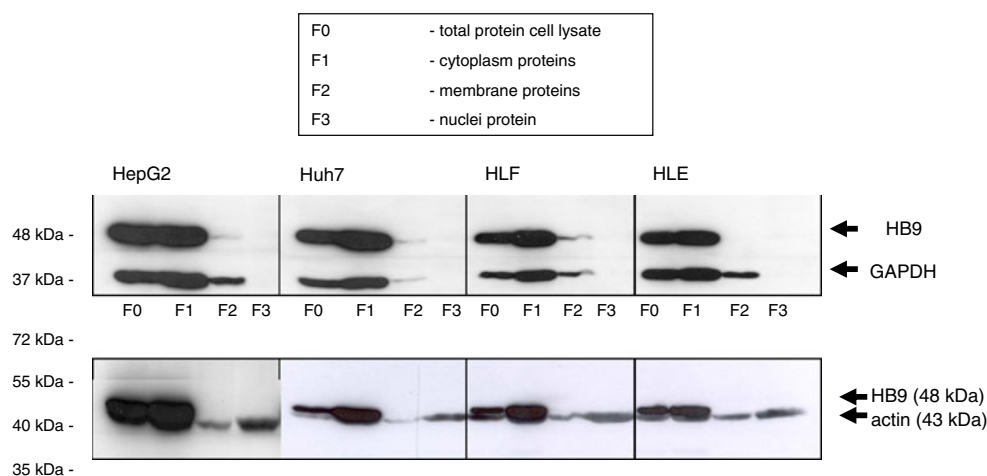 F0 - total protein cell lysate
F1 - cytoplasm proteins
F2 - memrane proteins
F3 - nuclei protein
HepG2 Huh7 HLF HLE
48 kDa - HB9
37 kDa - GAPDH
F0 F1 F2 F3 F0 F1 F2 F3 F0 F1 F2 F3 F0 F1 F2 F3
72 kDa -
55 kDa -
HB9 (48 kDa)
40 kDa - actin (43 kDa)
35 kDa -